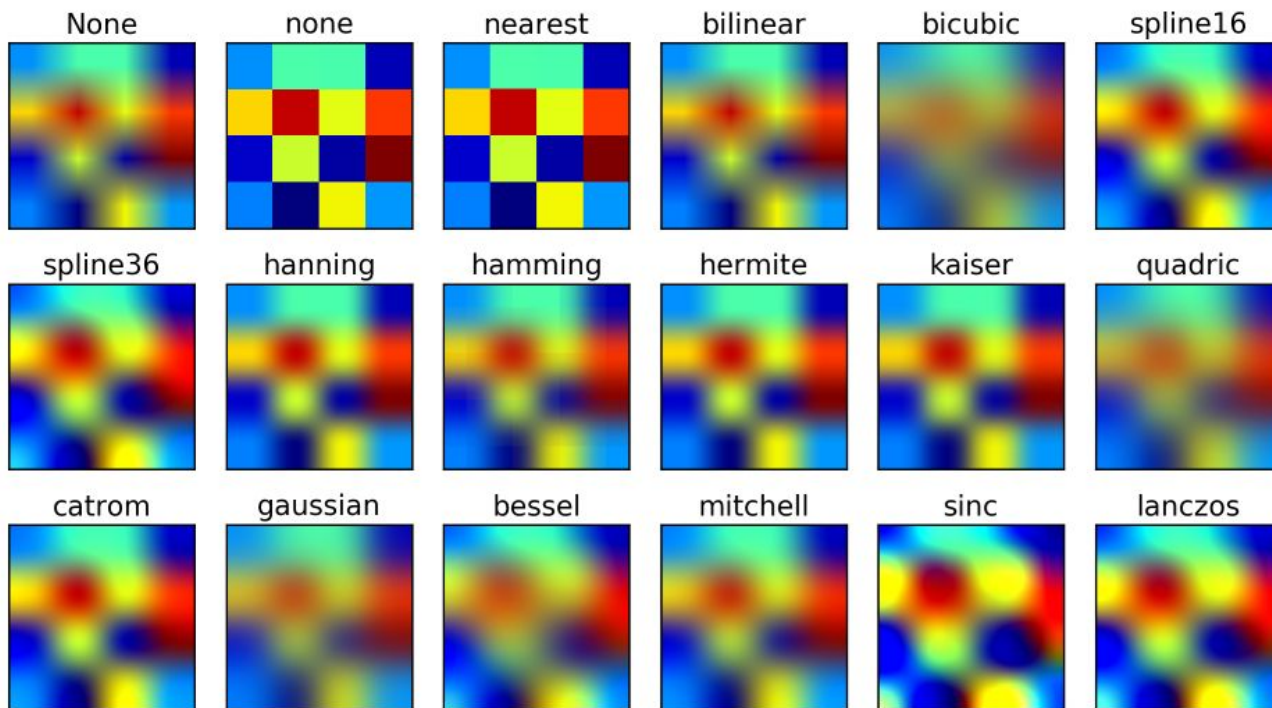 None none nearest bilinear bicubic spline16
spline36 hanning hamming hermite kaiser quadric
catrom gaussian bessel mitchell sinc lanczos